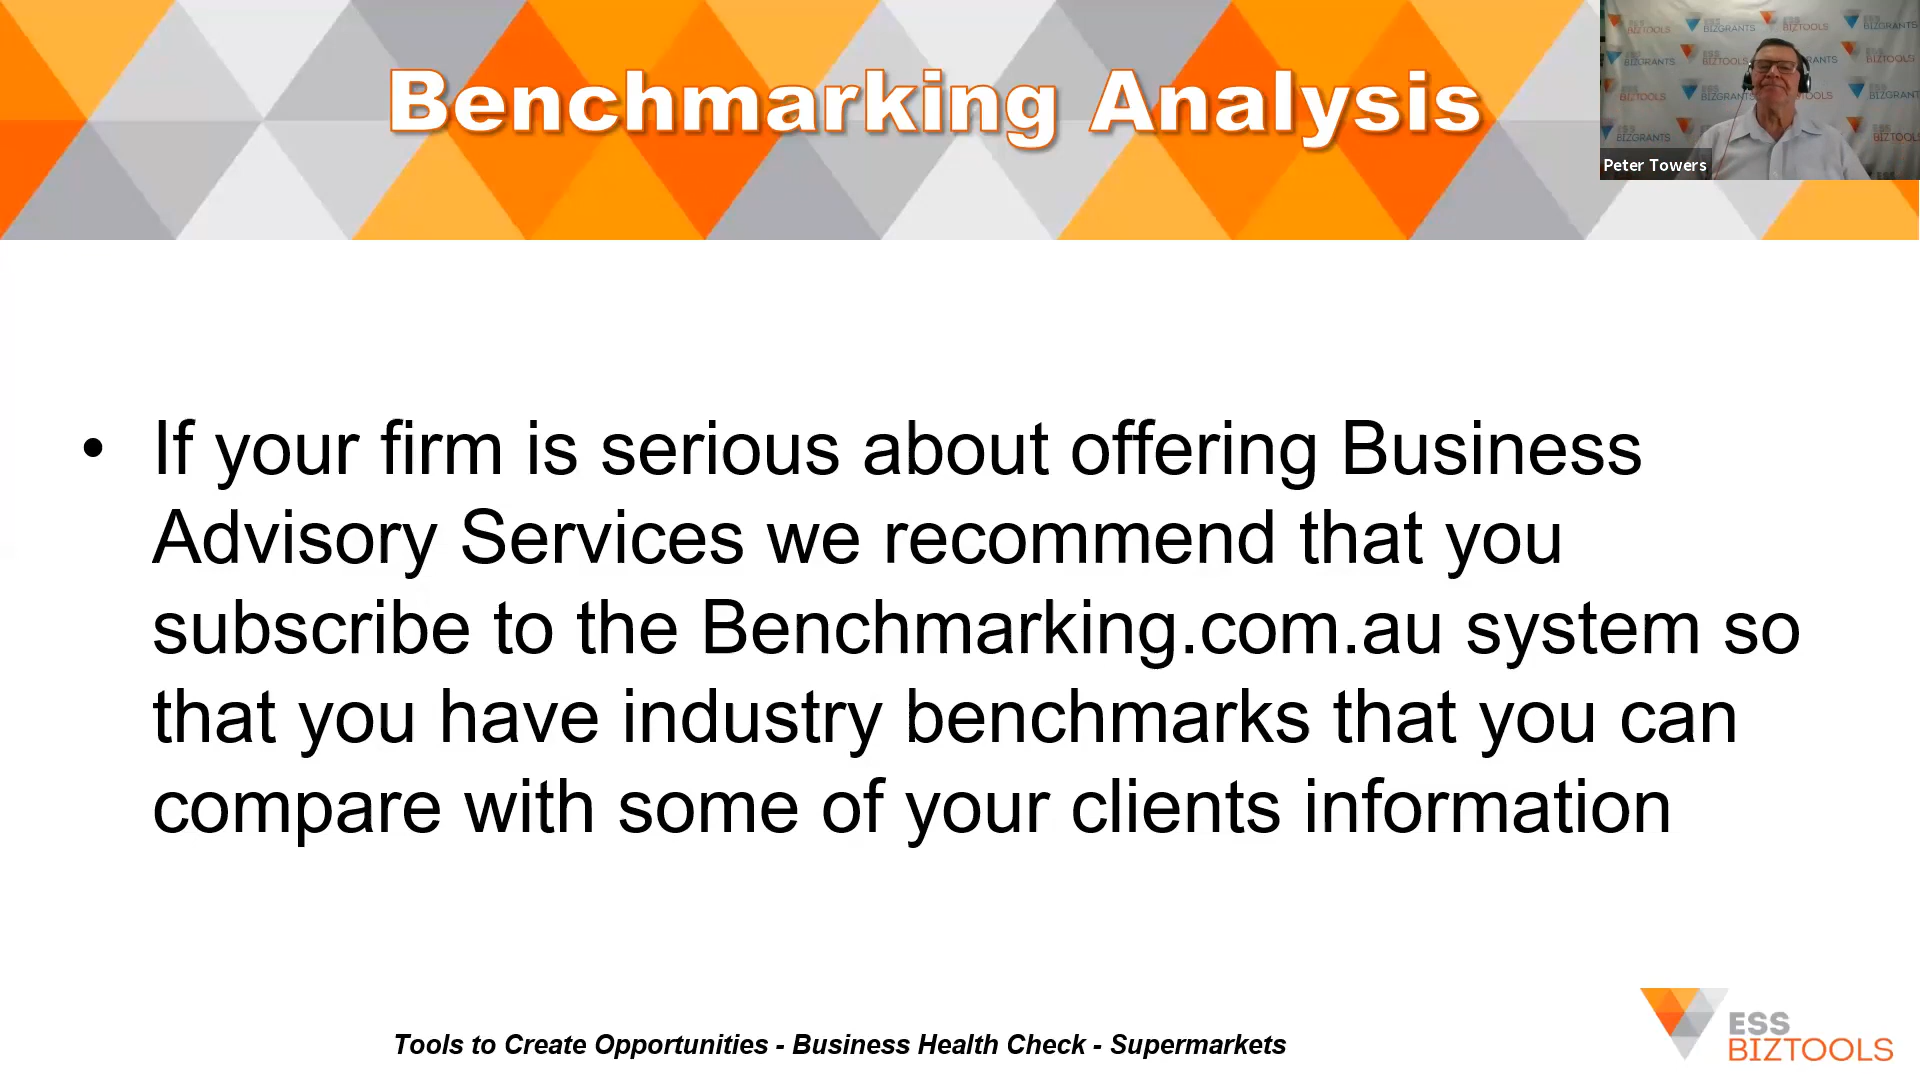 Benchmarking Analysis
Peter Towers
• If your firm is serious about offering Business
Advisory Services we recommend that you
subscribe to the Benchmarking.com.au system so
that you have industry benchmarks that you can
compare with some of your clients information
Tools to Create Opportunities - Business Health Check - Supermarkets
ESS
BIZTOOLS